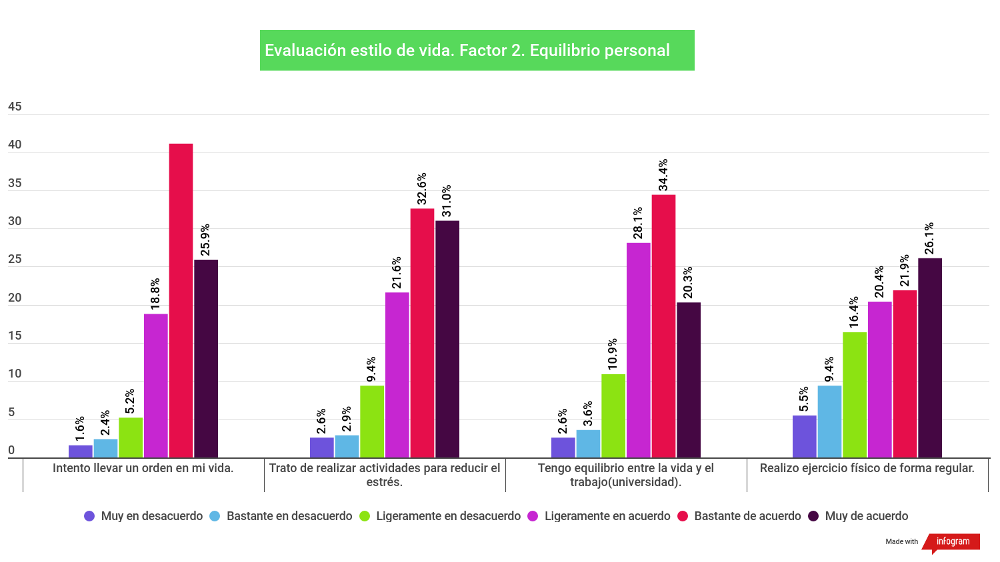 Evaluación estilo de vida. Factor 2. Equilibrio personal
45
40
35
30
25
20
15
10
5
0
1.6%
2.4%
5.2%
18.8%
25.9%
2.6%
2.9%
9.4%
21.6%
32.6%
31.0%
2.6%
3.6%
10.9%
28.1%
34.4%
20.3%
5.5%
9.4%
16.4%
20.4%
21.9%
26.1%
Intento llevar un orden en mi vida.
Trato de realizar actividades para reducir el
estrés.
Tengo equilibrio entre la vida y el
trabajo(universidad).
Realizo ejercicio físico de forma regular.
Muy en desacuerdo
Bastante en desacuerdo
Ligeramente en desacuerdo
Ligeramente en acuerdo
Bastante de acuerdo
Muy de acuerdo
Made with infogram